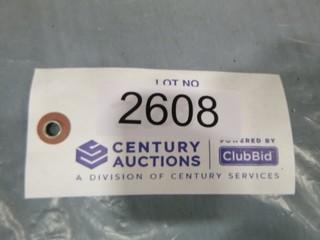 LOT NO
2608
CENTURY AUCTIONS
POWERED BY
ClubBid
A DIVISION OF CENTURY SERVICES